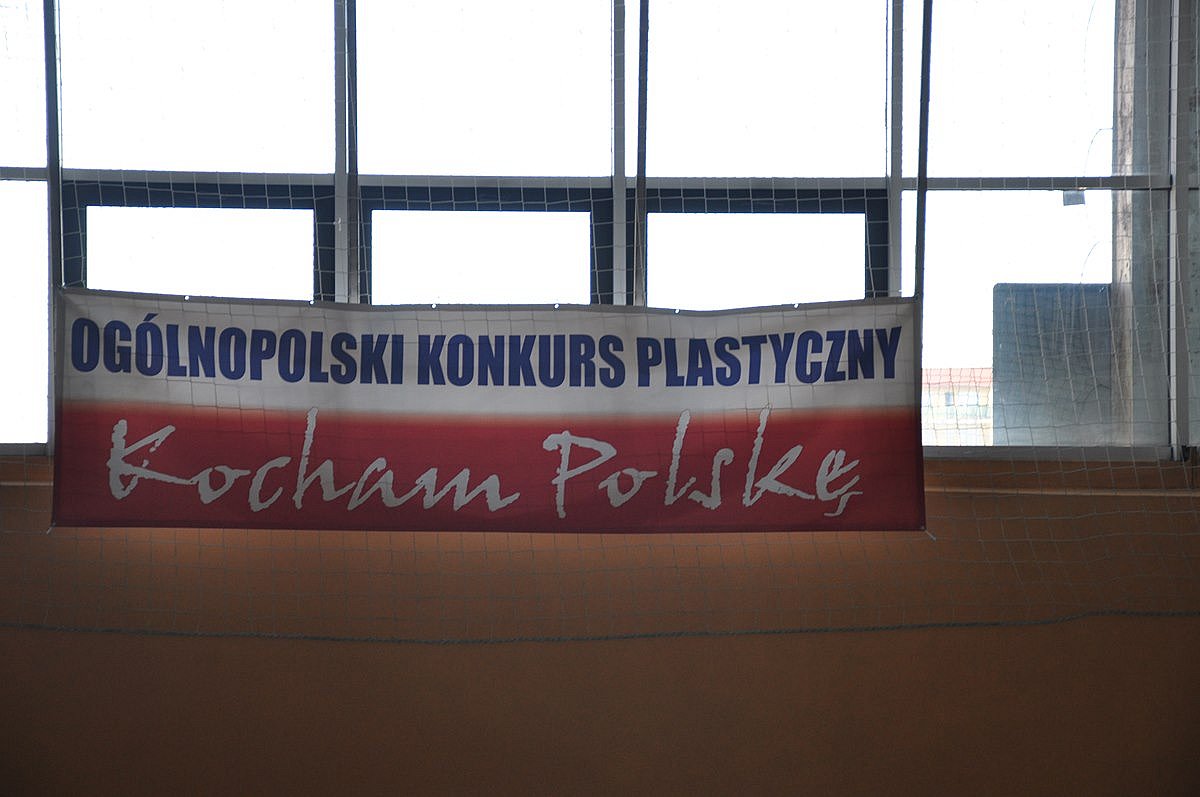 OGÓLNOPOLSKI KONKURS PLASTYCZNY
Kocham Polskę